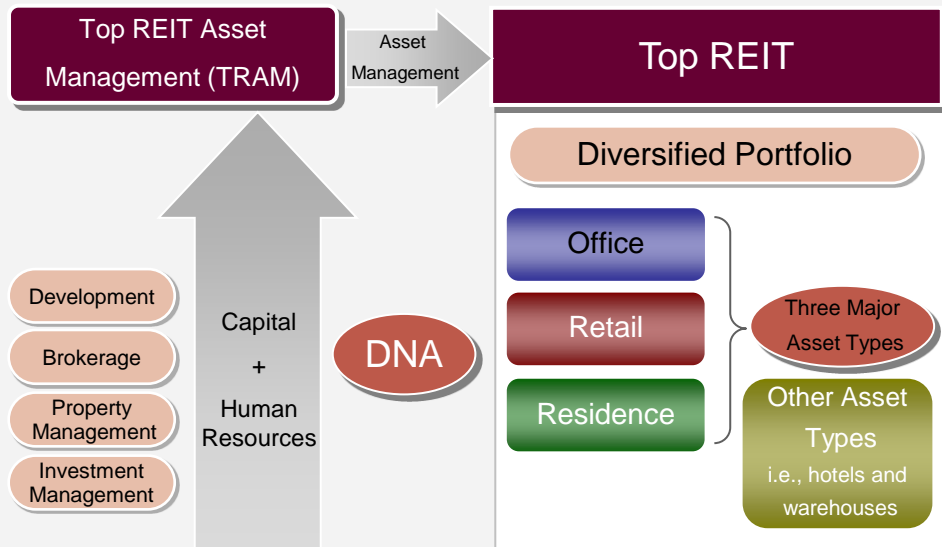 Top REIT Asset
Management (TRAM)
Asset
Management
Top REIT
Development
Brokerage
Property
Management
Investment
Management
Capital
+
Human
Resources
DNA
Diversified Portfolio
Office
Retail
Residence
Three Major
Asset Types
Other Asset
Types
i.e., hotels and
warehouses